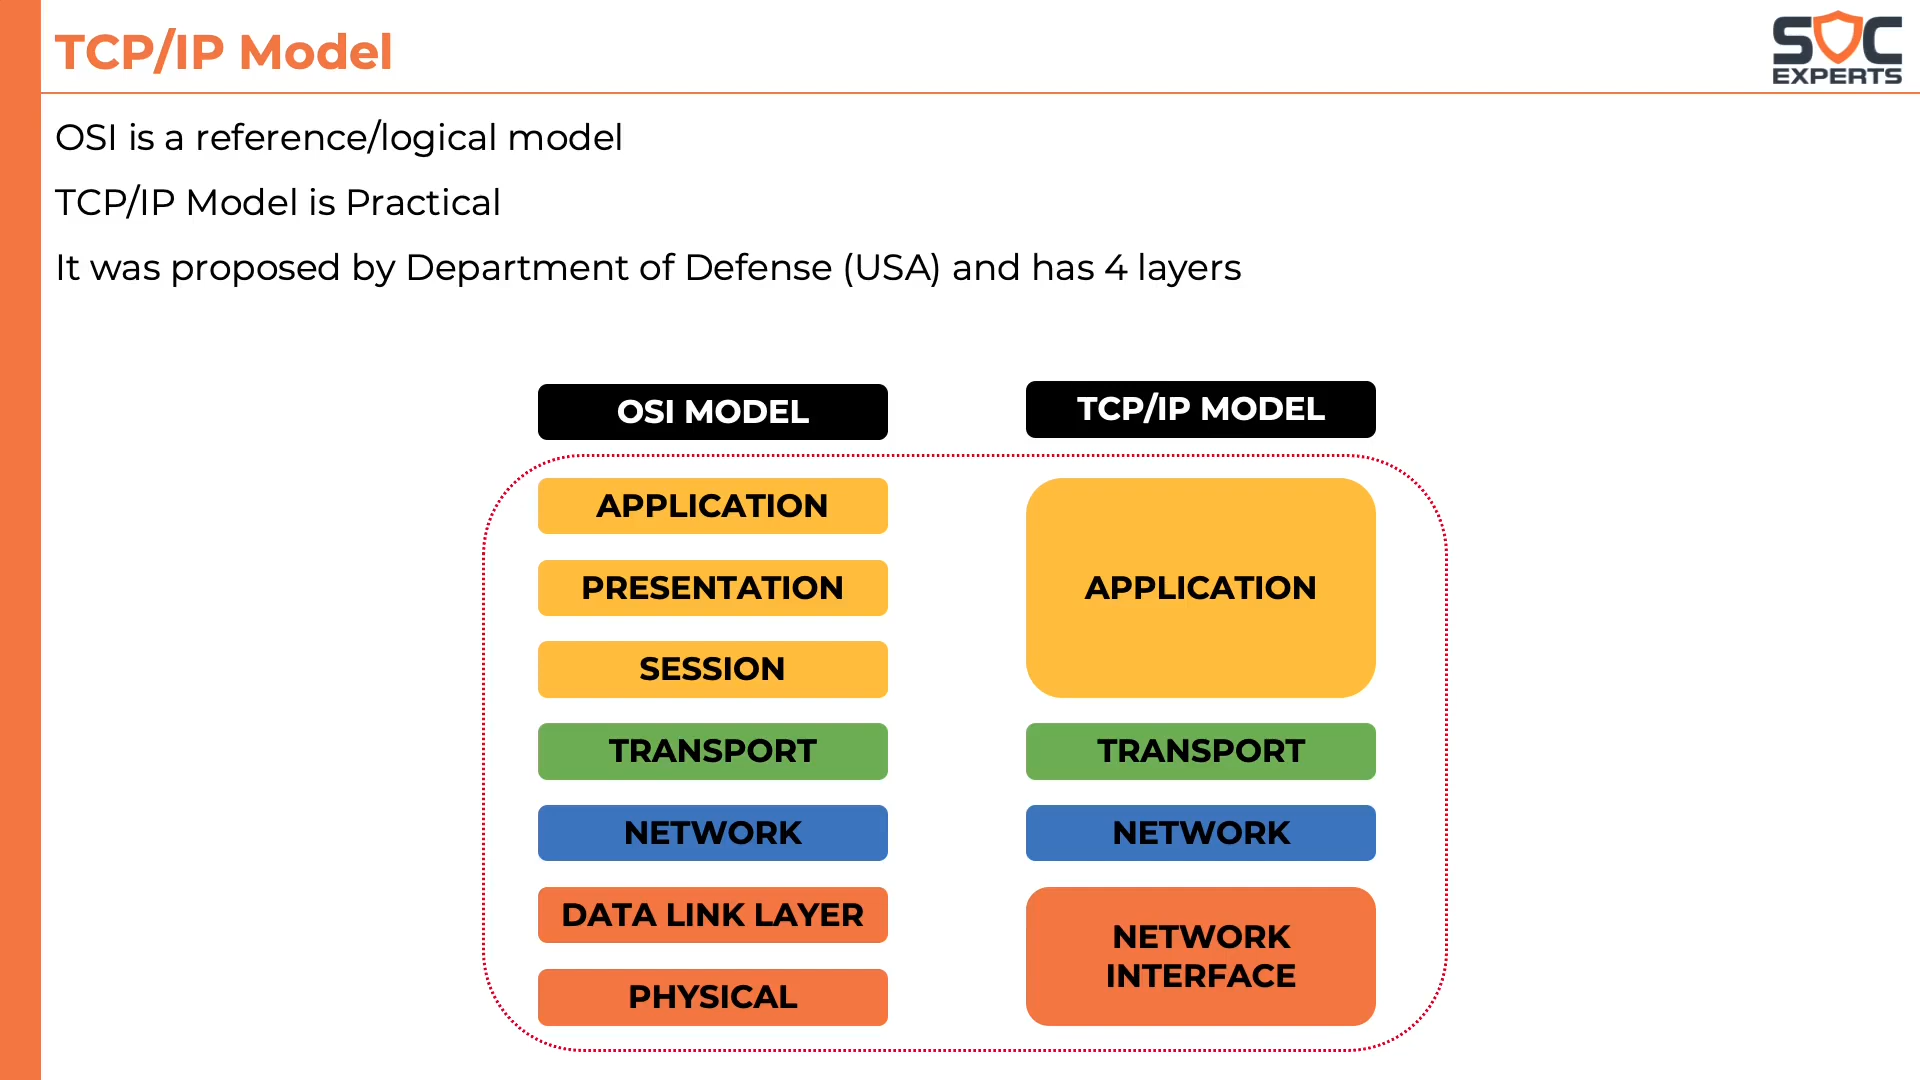 TCP/IP Model
SOC
EXPERTS
OSI is a reference/logical model
TCP/IP Model is Practical
It was proposed by Department of Defense (USA) and has 4 layers
OSI MODEL
TCP/IP MODEL
APPLICATION
PRESENTATION
SESSION
TRANSPORT
NETWORK
DATA LINK LAYER
PHYSICAL
APPLICATION
TRANSPORT
NETWORK
NETWORK
INTERFACE